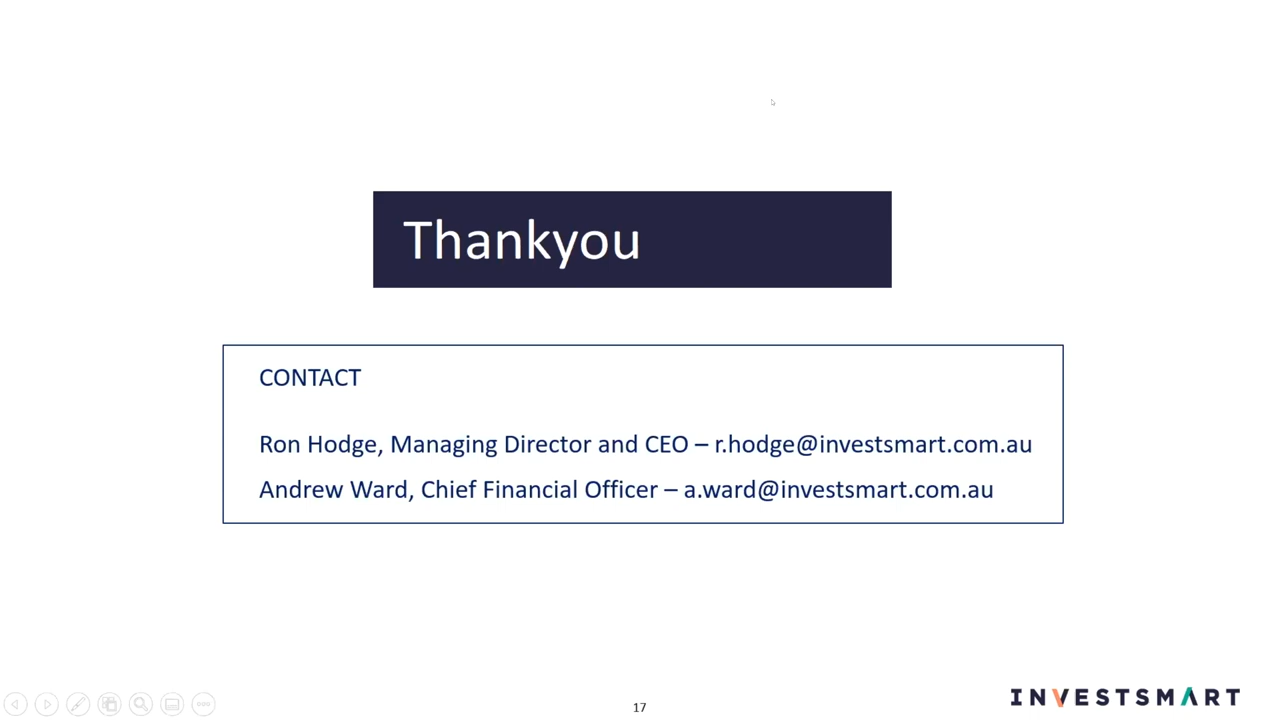 Thankyou
CONTACT
Ron Hodge, Managing Director and CEO – r.hodge@investsmart.com.au
Andrew Ward, Chief Financial Officer – a.ward@investsmart.com.au
17
INVESTSMART